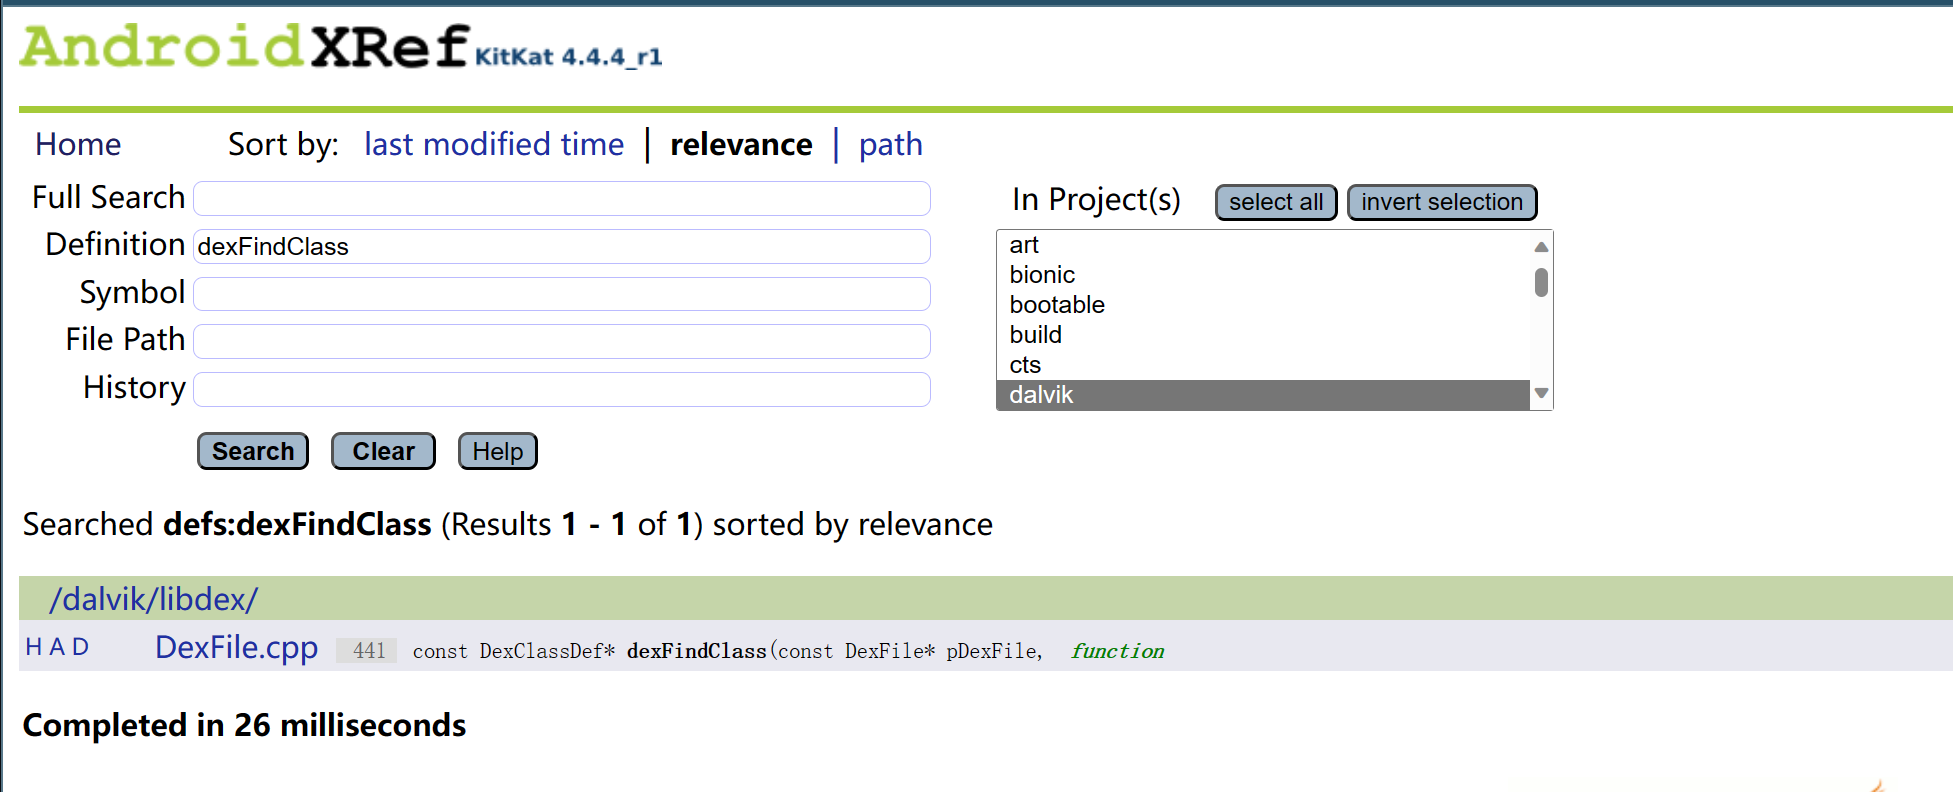 AndroidXRef KitKat 4.4.4_r1
Home Sort by: last modified time | relevance | path
Full Search
In Project(s) select all invert selection
Definition dexFindClass
Symbol
File Path
History
art
bionic
bootable
build
cts
dalvik
Search Clear Help
Searched defs:dexFindClass (Results 1 - 1 of 1) sorted by relevance
/dalvik/libdex/
H A D DexFile.cpp 441 const DexClassDef* dexFindClass(const DexFile* pDexFile, function
Completed in 26 milliseconds